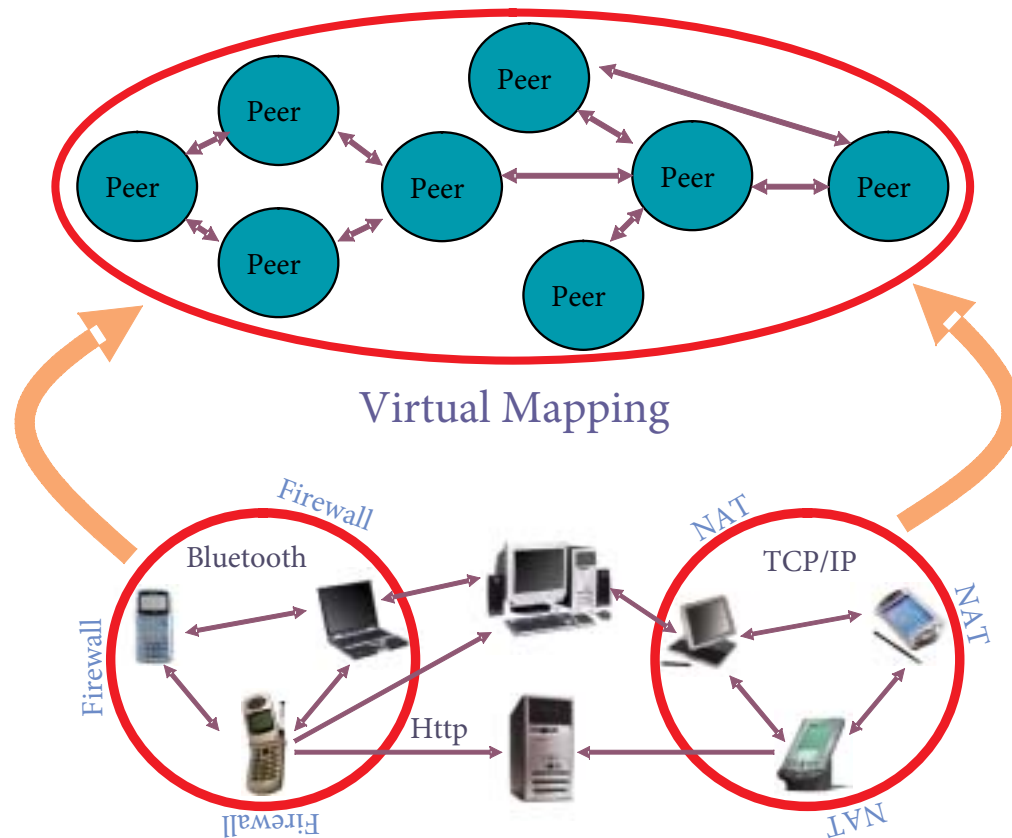 Peer
Peer
Peer
Peer
Peer
Peer
Peer
Peer
Virtual Mapping
Firewall
NAT
Bluetooth
TCP/IP
Firewall
NAT
Http
Firewall
NAT